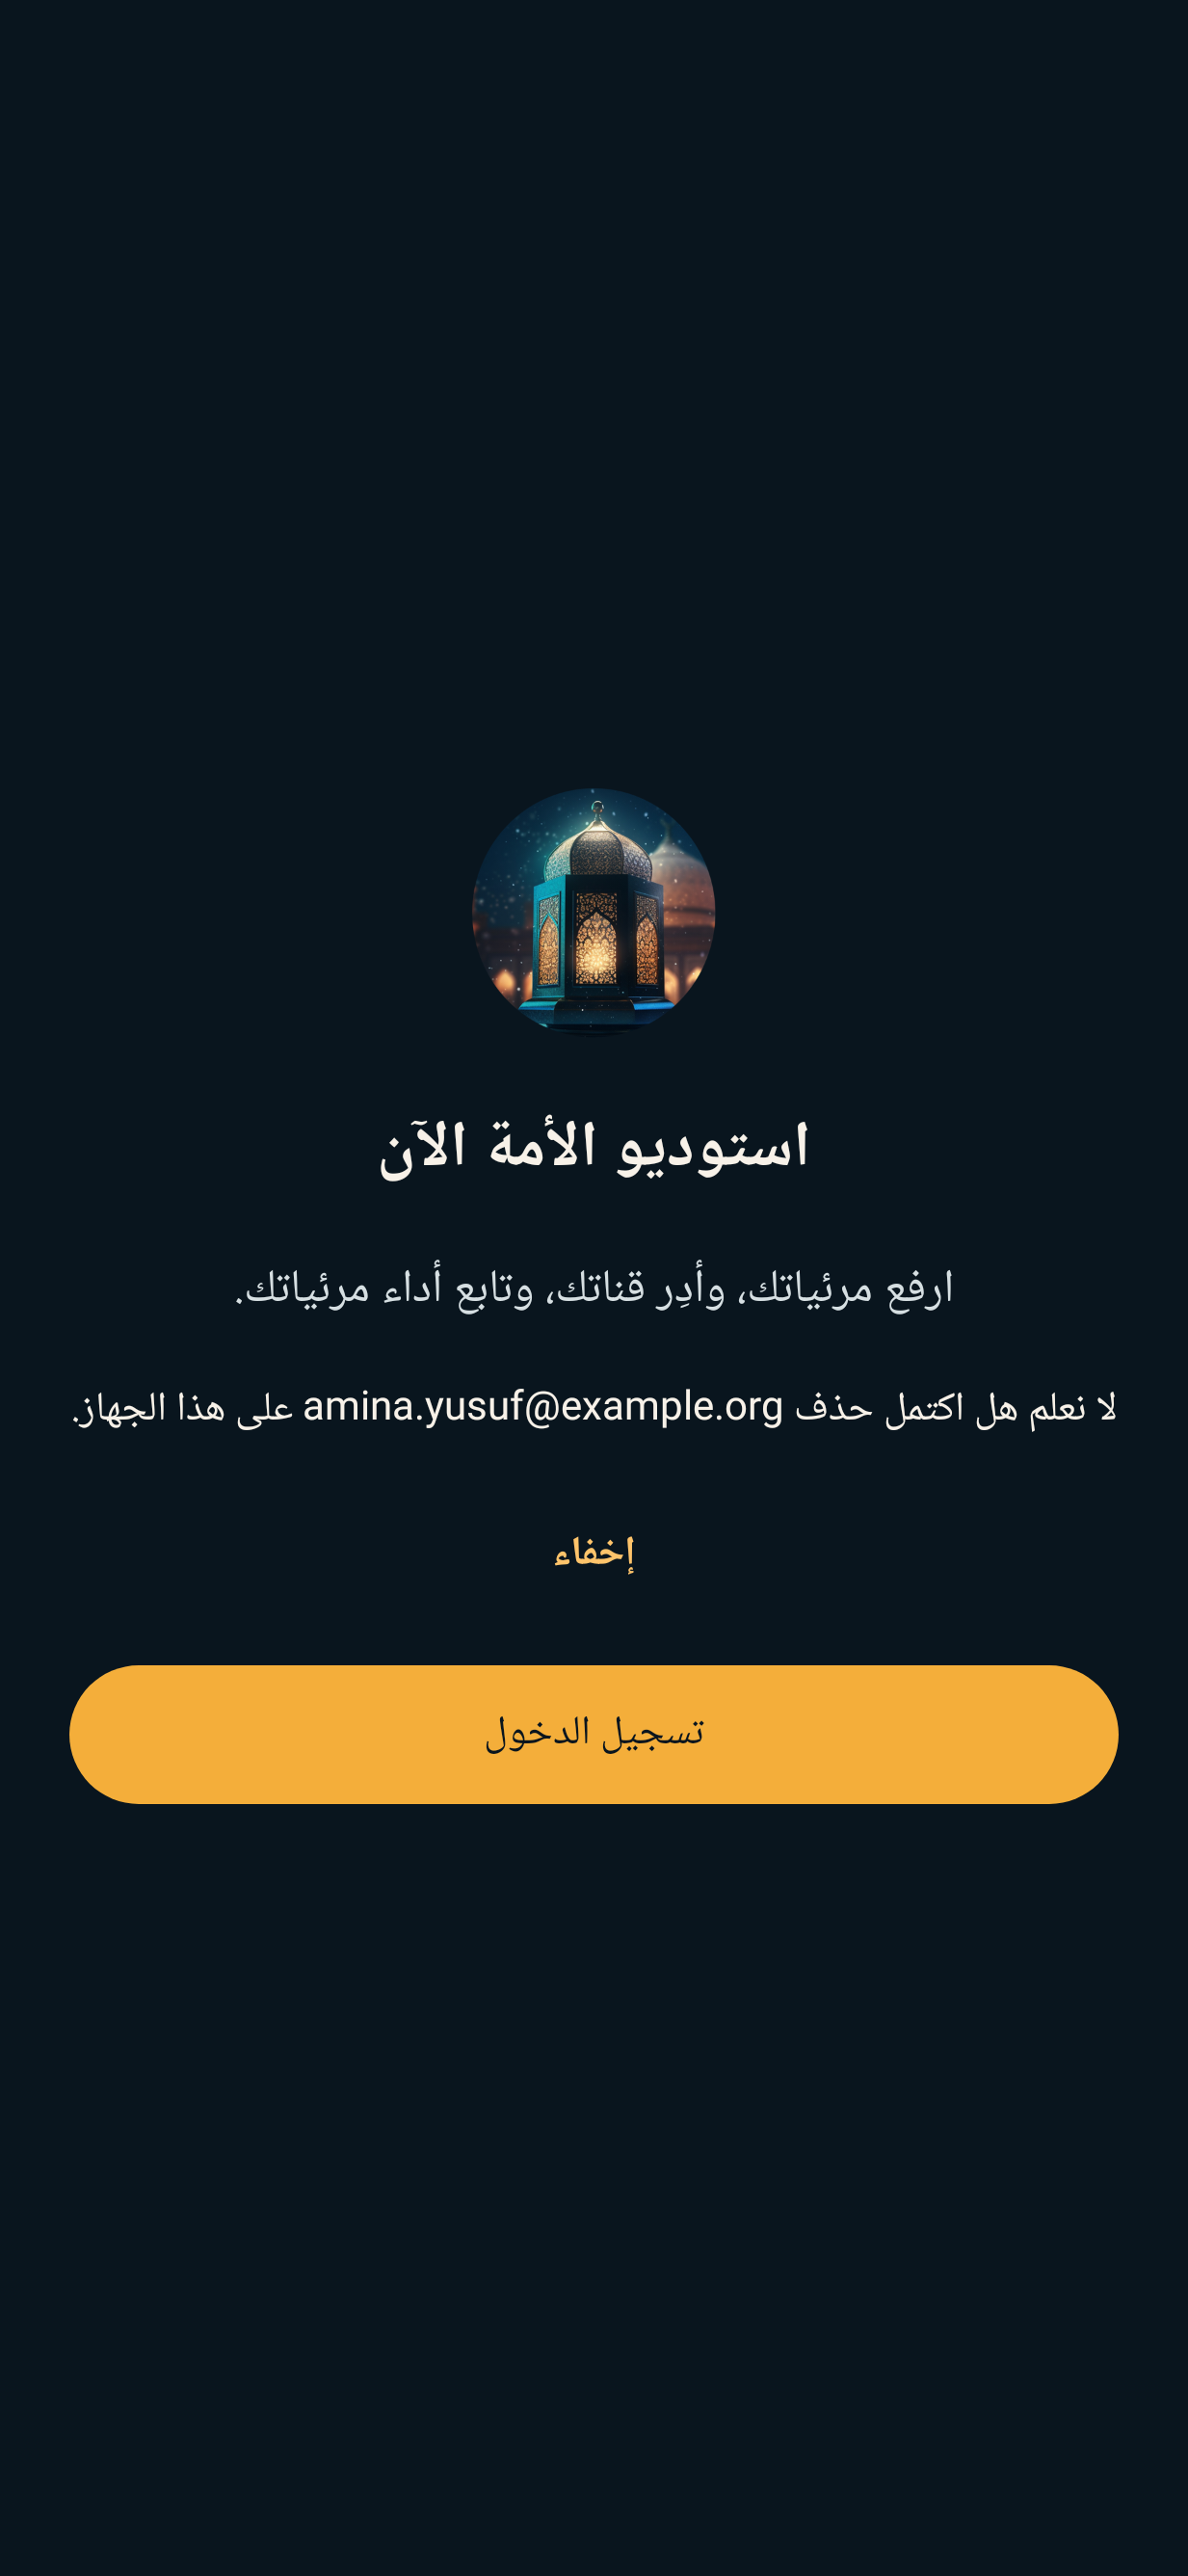 استوديو الأمة الآن
ارفع مرئياتك، وأدِر قناتك، وتابع أداء مرئياتك.
لا نعلم هل اكتمل حذف amina.yusuf@example.org على هذا الجهاز.
إخفاء
تسجيل الدخول